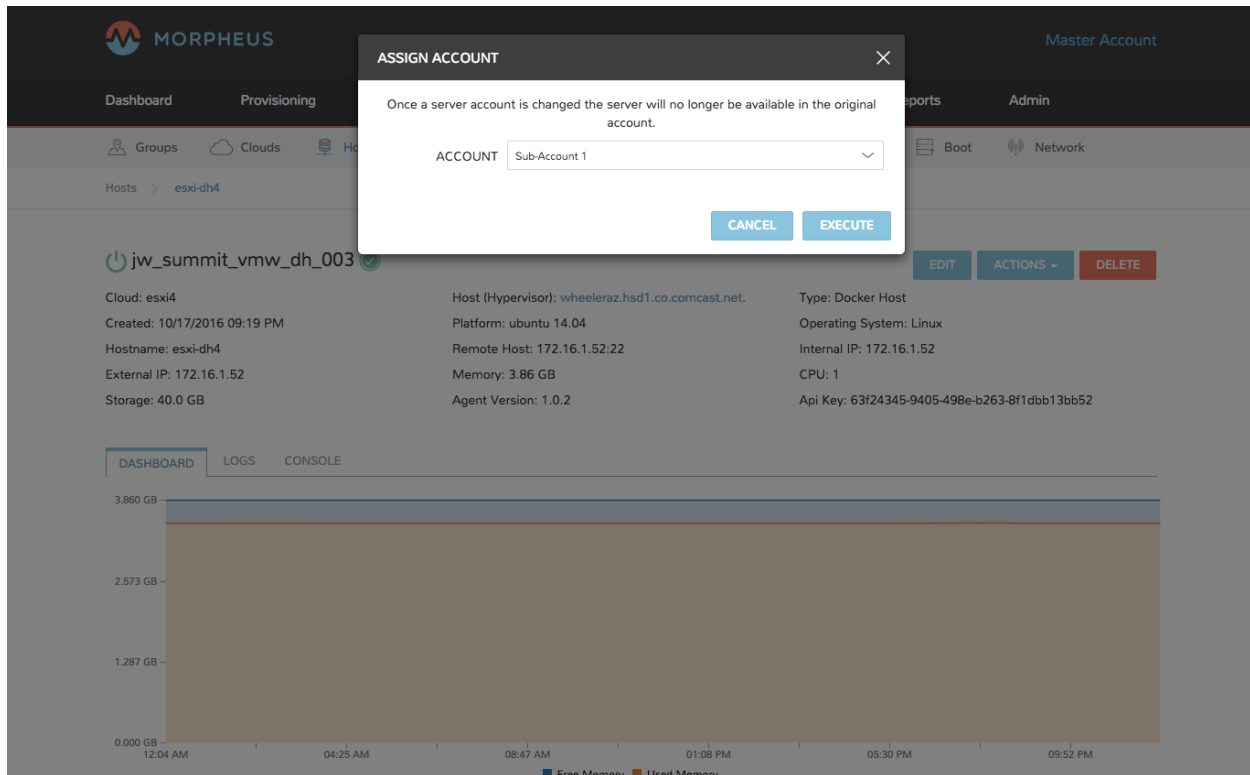 MORPHEUS
Master Account
ASSIGN ACCOUNT
Once a server account is changed the server will no longer be available in the original
account.
ACCOUNT Sub-Account 1
CANCEL EXECUTE
Dashboard Provisioning Admin
Groups Clouds Boot Network
Hosts esxi-dh4
jw_summit_vmw_dh_003
EDIT ACTIONS DELETE
Cloud: esxi4 Host (Hypervisor): wheeleraz.hsd1.co.comcast.net. Type: Docker Host
Created: 10/17/2016 09:19 PM Platform: ubuntu 14.04 Operating System: Linux
Hostname: esxi-dh4 Remote Host: 172.16.1.52:22 Internal IP: 172.16.1.52
External IP: 172.16.1.52 Memory: 3.86 GB CPU: 1
Storage: 40.0 GB Agent Version: 1.0.2 Api Key: 63f24345-9405-498e-b263-8f1dbb13bb52
DASHBOARD LOGS CONSOLE
3.860 GB
2.573 GB
1.287 GB
0.000 GB
12:04 AM 04:25 AM 08:47 AM 01:08 PM 05:30 PM 09:52 PM
Free Memory Used Memory